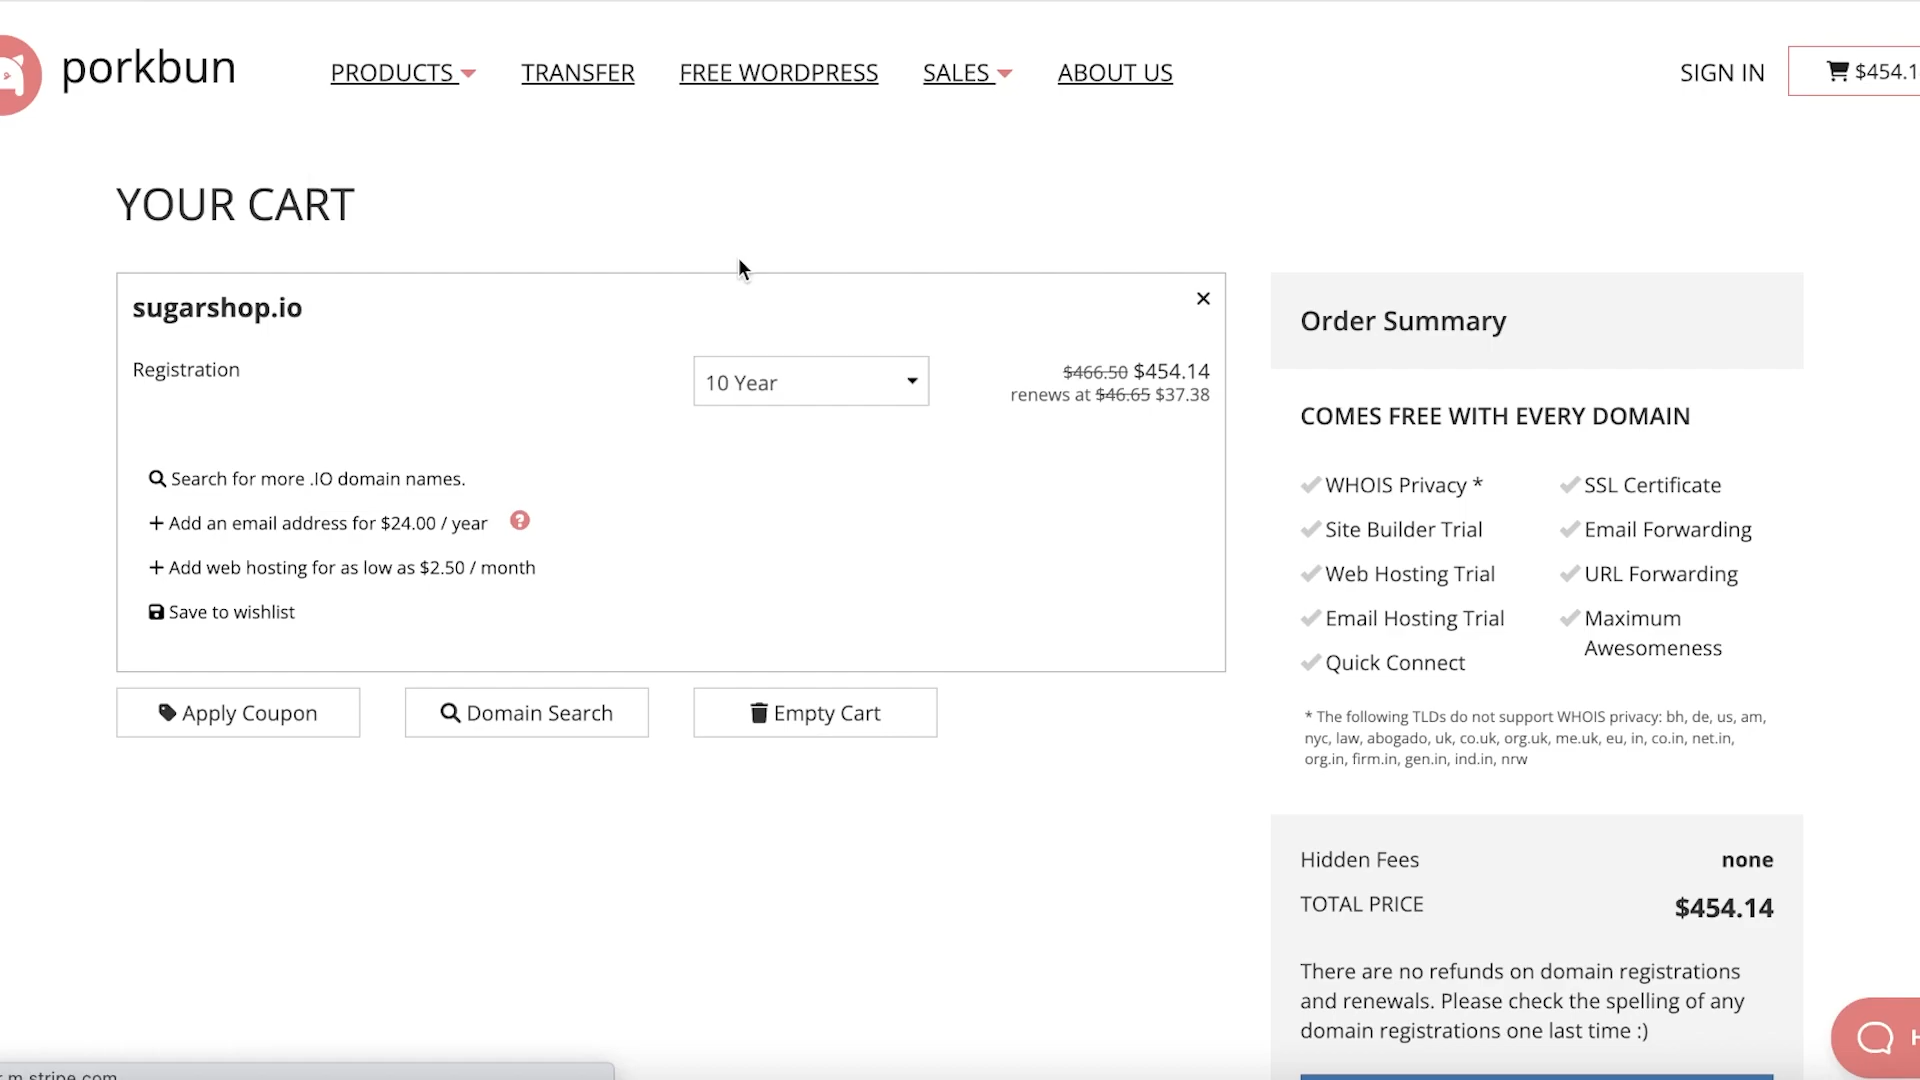 porkbun
PRODUCTS
TRANSFER
FREE WORDPRESS
SALES
ABOUT US
SIGN IN
$454.1
YOUR CART
sugarshop.io
Registration
10 Year
$466.50 $454.14
renews at $46.65 $37.38
Search for more .IO domain names.
+ Add an email address for $24.00 / year ?
+ Add web hosting for as low as $2.50 / month
Save to wishlist
Apply Coupon
Domain Search
Empty Cart
Order Summary
COMES FREE WITH EVERY DOMAIN
WHOIS Privacy *
Site Builder Trial
Web Hosting Trial
Email Hosting Trial
Quick Connect
SSL Certificate
Email Forwarding
URL Forwarding
Maximum
Awesomeness
* The following TLDs do not support WHOIS privacy: bh, de, us, am,
nyc, law, abogado, uk, co.uk, org.uk, me.uk, eu, in, co.in, net.in,
org.in, firm.in, gen.in, ind.in, nrw
Hidden Fees none
TOTAL PRICE $454.14
There are no refunds on domain registrations
and renewals. Please check the spelling of any
domain registrations one last time :)
m.stripe.com